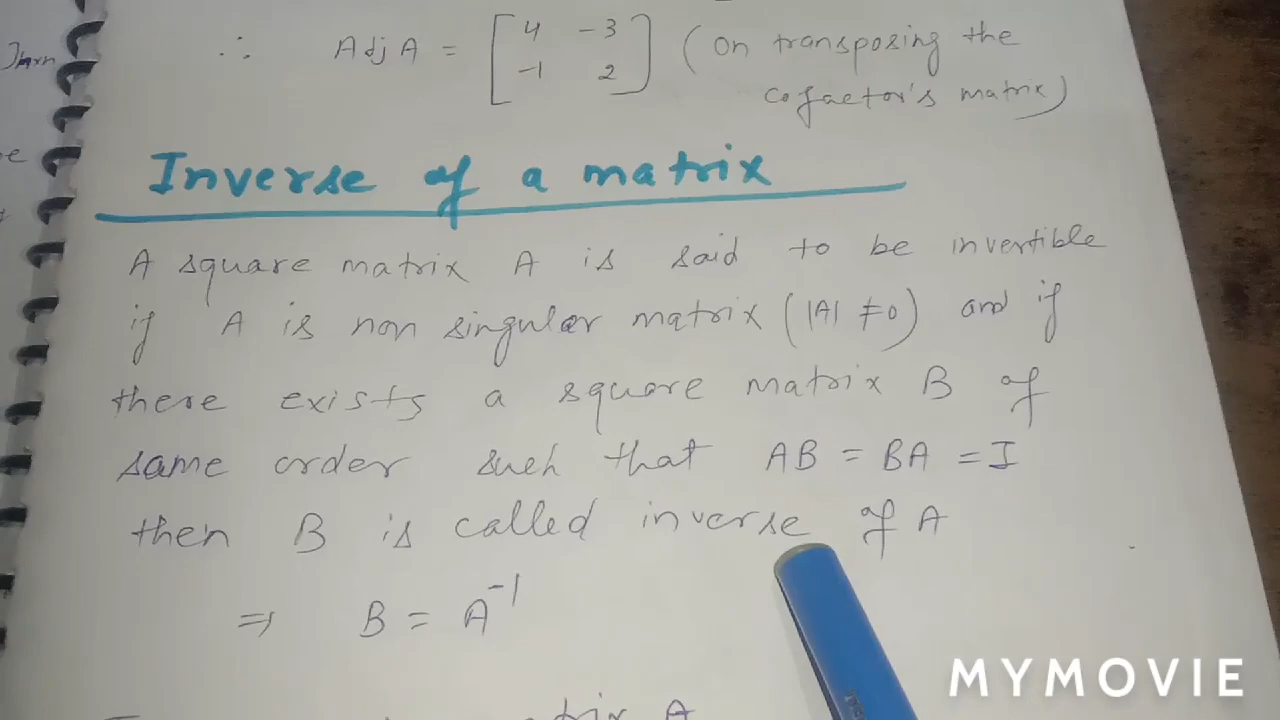 ∴ Adj A = [ 4 -3 ] (On transposing the
[ -1 2 ] cofactor's matrix)
Inverse of a matrix
A square matrix A is said to be invertible
if A is non singular matrix (|A| ≠ 0) and if
there exists a square matrix B of
same order such that AB = BA = I
then B is called inverse of A
⇒ B = A⁻¹
A
MYMOVIE